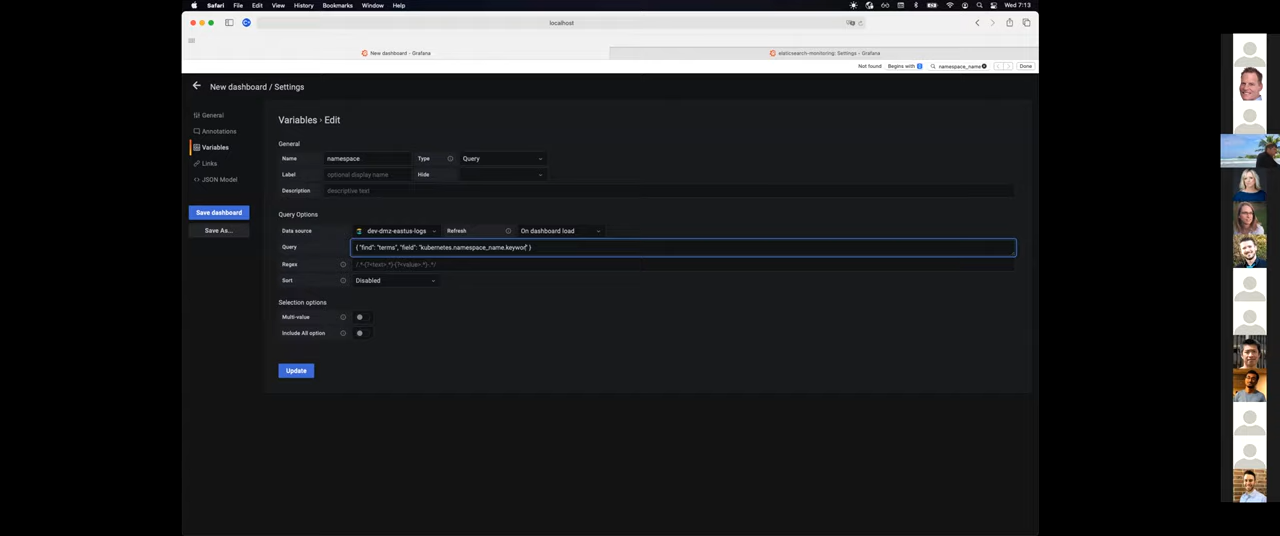 Safari File Edit View History Bookmarks Window Help Wed 7:13
localhost
New dashboard - Grafana elaticsearch-monitoring: Settings - Grafana
Not found Begins with namespace_name Done
New dashboard / Settings
General
Annotations
Variables
Links
JSON Model
Save dashboard
Save As...
Variables > Edit
General
Name namespace Type Query
Label optional display name Hide
Description descriptive text
Query Options
Data source dev-dmz-eastus-logs Refresh On dashboard load
Query { "find": "terms", "field": "kubernetes.namespace_name.keywor" }
Regex
Sort Disabled
Selection options
Multi-value
Include All option
Update